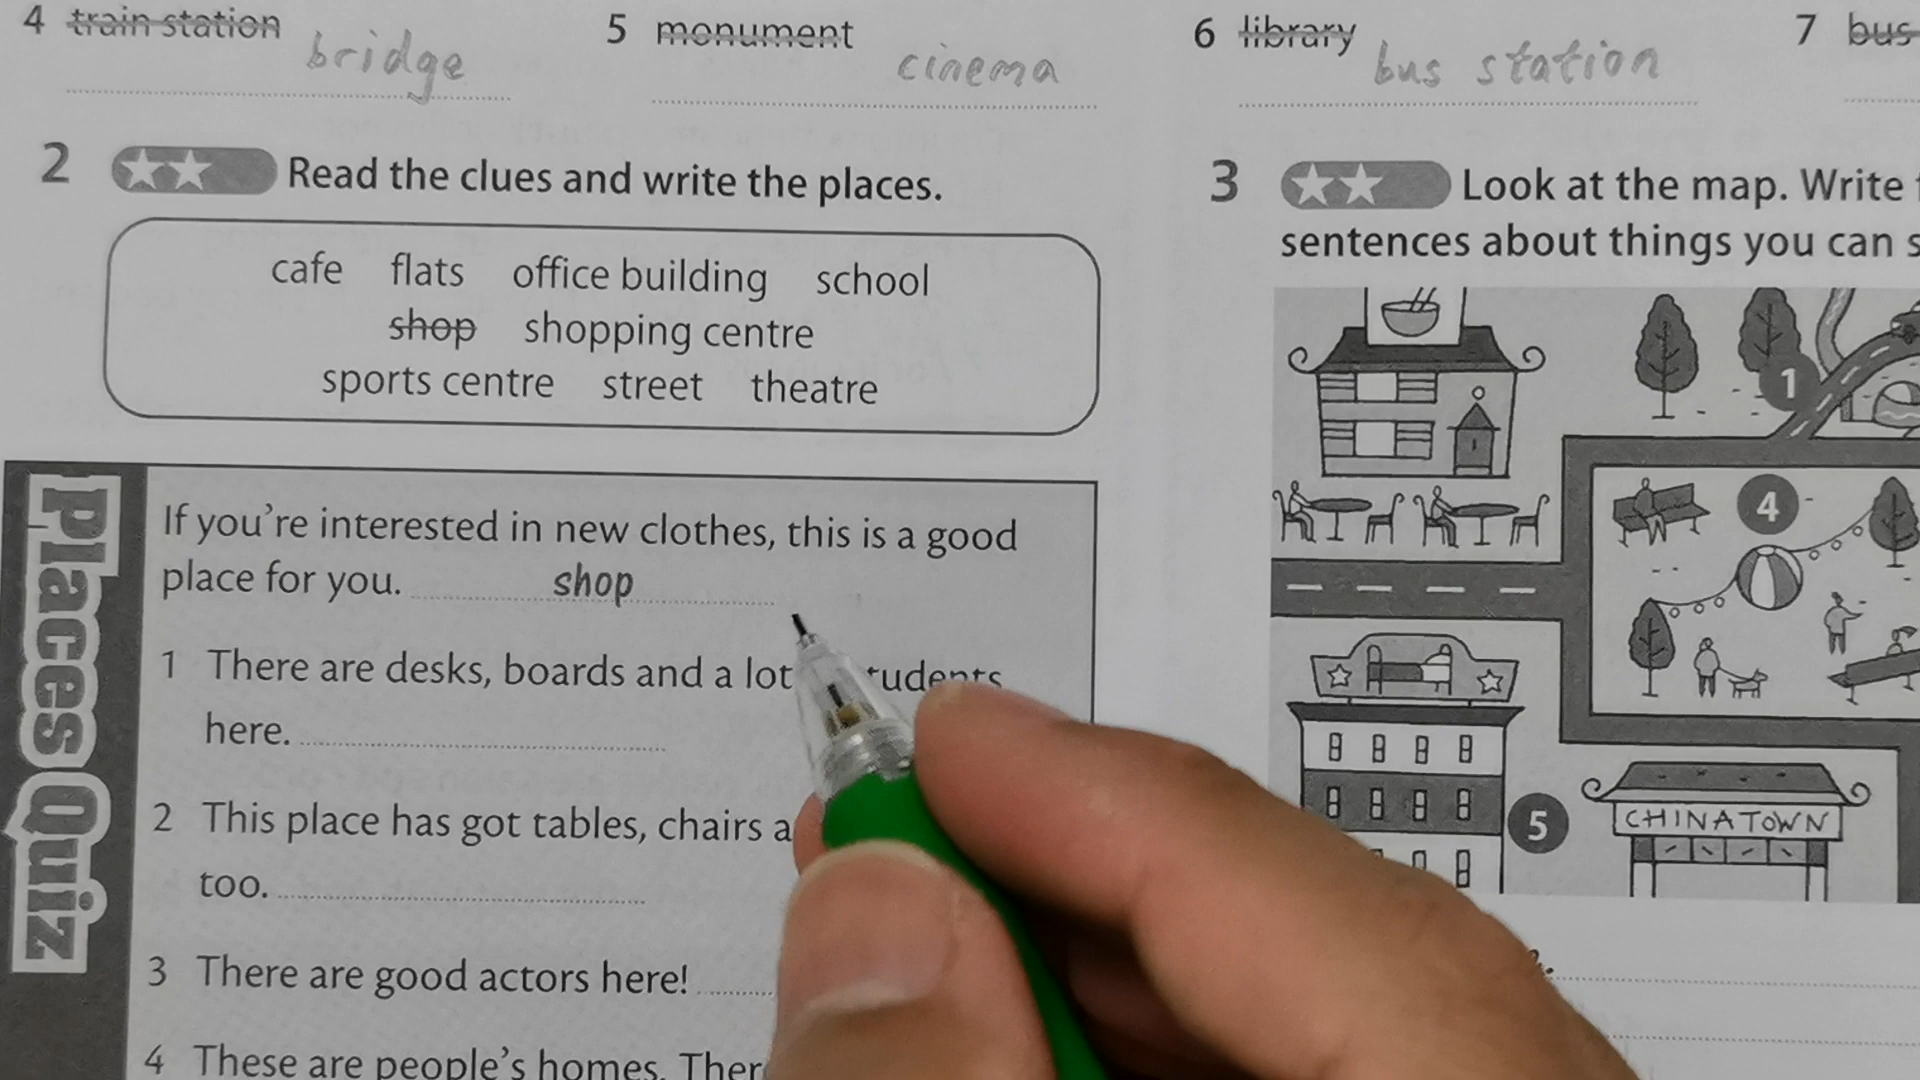 4 train station bridge
5 monument cinema
6 library bus station
7 bus
2 Read the clues and write the places.
cafe flats office building school
shop shopping centre
sports centre street theatre
Places Quiz
If you're interested in new clothes, this is a good
place for you. shop
1 There are desks, boards and a lot students
here.
2 This place has got tables, chairs
too.
3 There are good actors here!
4 These are people's homes.
3 Look at the map. Write
sentences about things you can
1
4
5
CHINATOWN